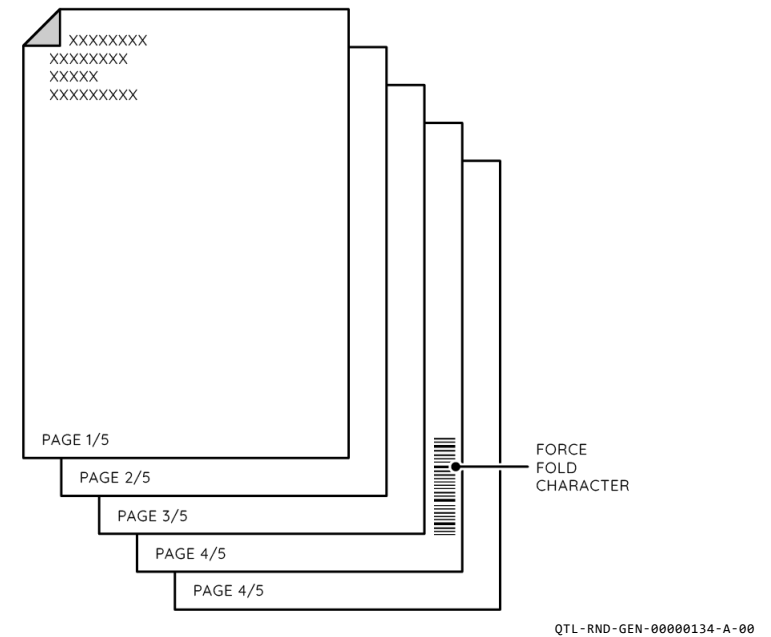 XXXXXXXX
XXXXXXXX
XXXXX
XXXXXXXXX
PAGE 1/5
PAGE 2/5
PAGE 3/5
PAGE 4/5
PAGE 4/5
FORCE
FOLD
CHARACTER
QTL-RND-GEN-00000134-A-00